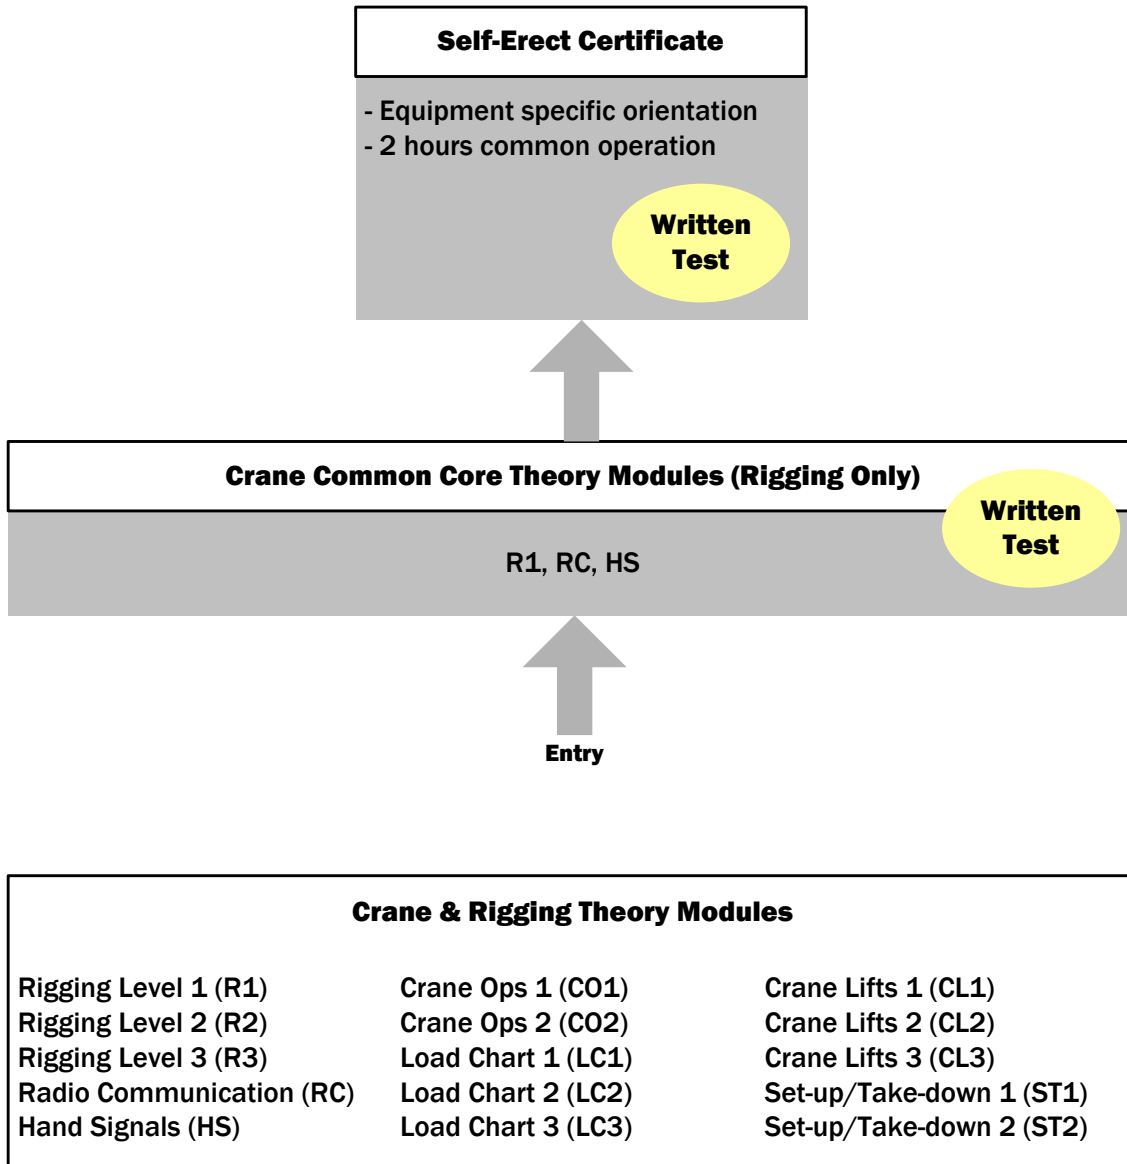 Self-Erect Certificate
- Equipment specific orientation
- 2 hours common operation
Written
Test
Crane Common Core Theory Modules (Rigging Only)
Written
Test
R1, RC, HS
Entry
Crane & Rigging Theory Modules
Rigging Level 1 (R1)
Rigging Level 2 (R2)
Rigging Level 3 (R3)
Radio Communication (RC)
Hand Signals (HS)
Crane Ops 1 (CO1)
Crane Ops 2 (CO2)
Load Chart 1 (LC1)
Load Chart 2 (LC2)
Load Chart 3 (LC3)
Crane Lifts 1 (CL1)
Crane Lifts 2 (CL2)
Crane Lifts 3 (CL3)
Set-up/Take-down 1 (ST1)
Set-up/Take-down 2 (ST2)